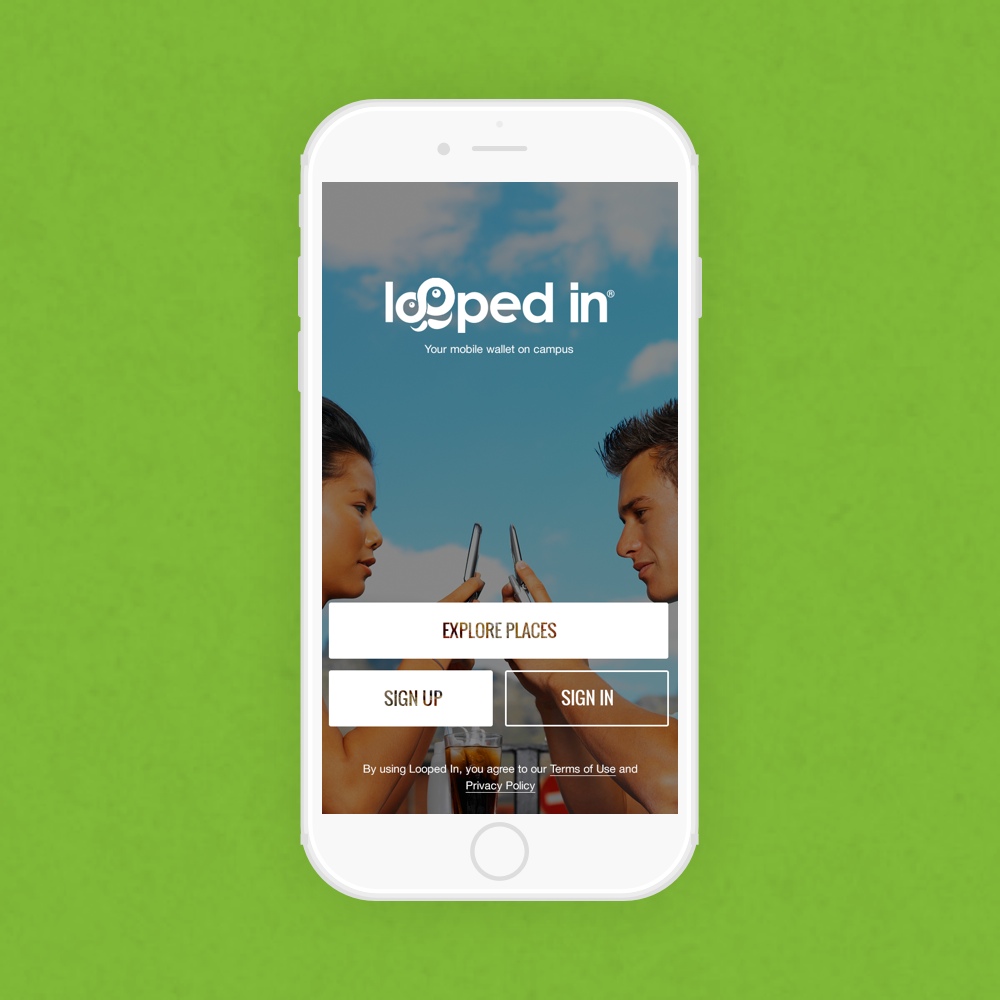 looped in®
Your mobile wallet on campus
EXPLORE PLACES
SIGN UP
SIGN IN
By using Looped In, you agree to our Terms of Use and
Privacy Policy